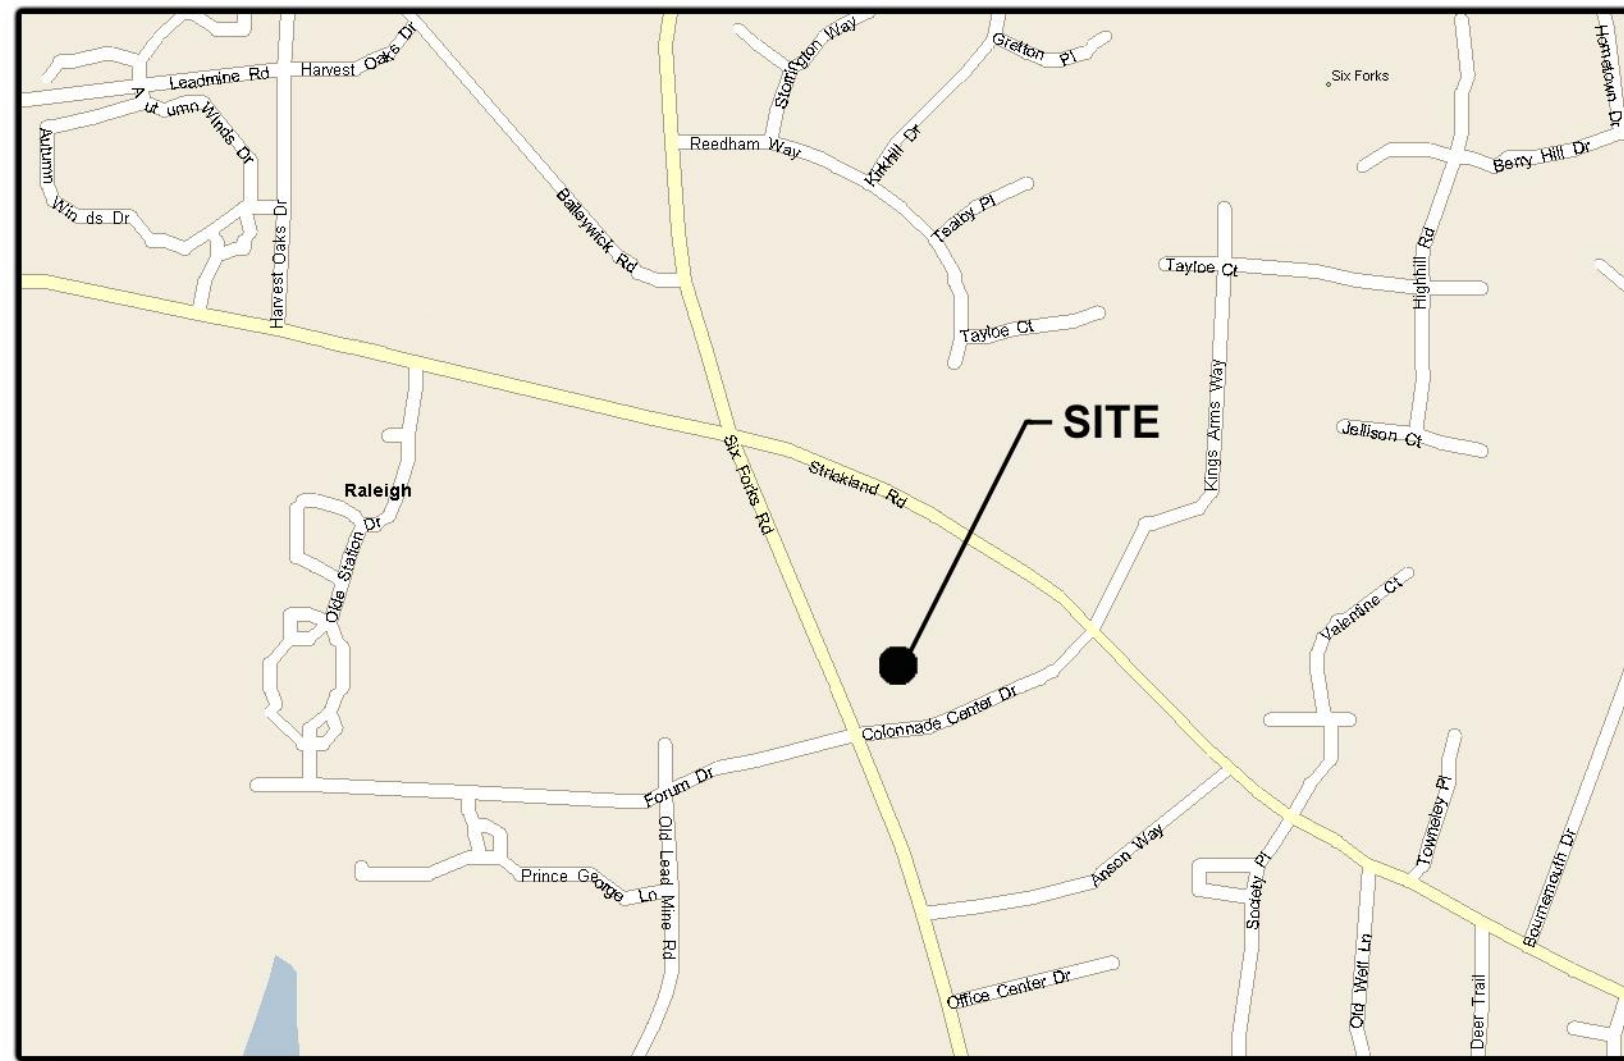 Leadmine Rd
Harvest Oaks Dr
Storrington Way
Gretton Pl
Six Forks
Hometown Dr
Autumn Winds Dr
Autumn Winds Dr
Reedham Way
Kirkhill Dr
Berry Hill Dr
Harvest Oaks Dr
Baileywick Rd
Tealby Pl
Tayloe Ct
Highhill Rd
Tayloe Ct
Kings Arms Way
SITE
Jellison Ct
Six Forks Rd
Strickland Rd
Raleigh
Olde Station Dr
Valentine Ct
Colonnade Center Dr
Forum Dr
Old Lead Mine Rd
Prince George Ln
Anson Way
Society Pl
Towneley Pl
Bournemouth Dr
Office Center Dr
Old Well Ln
Deer Trail